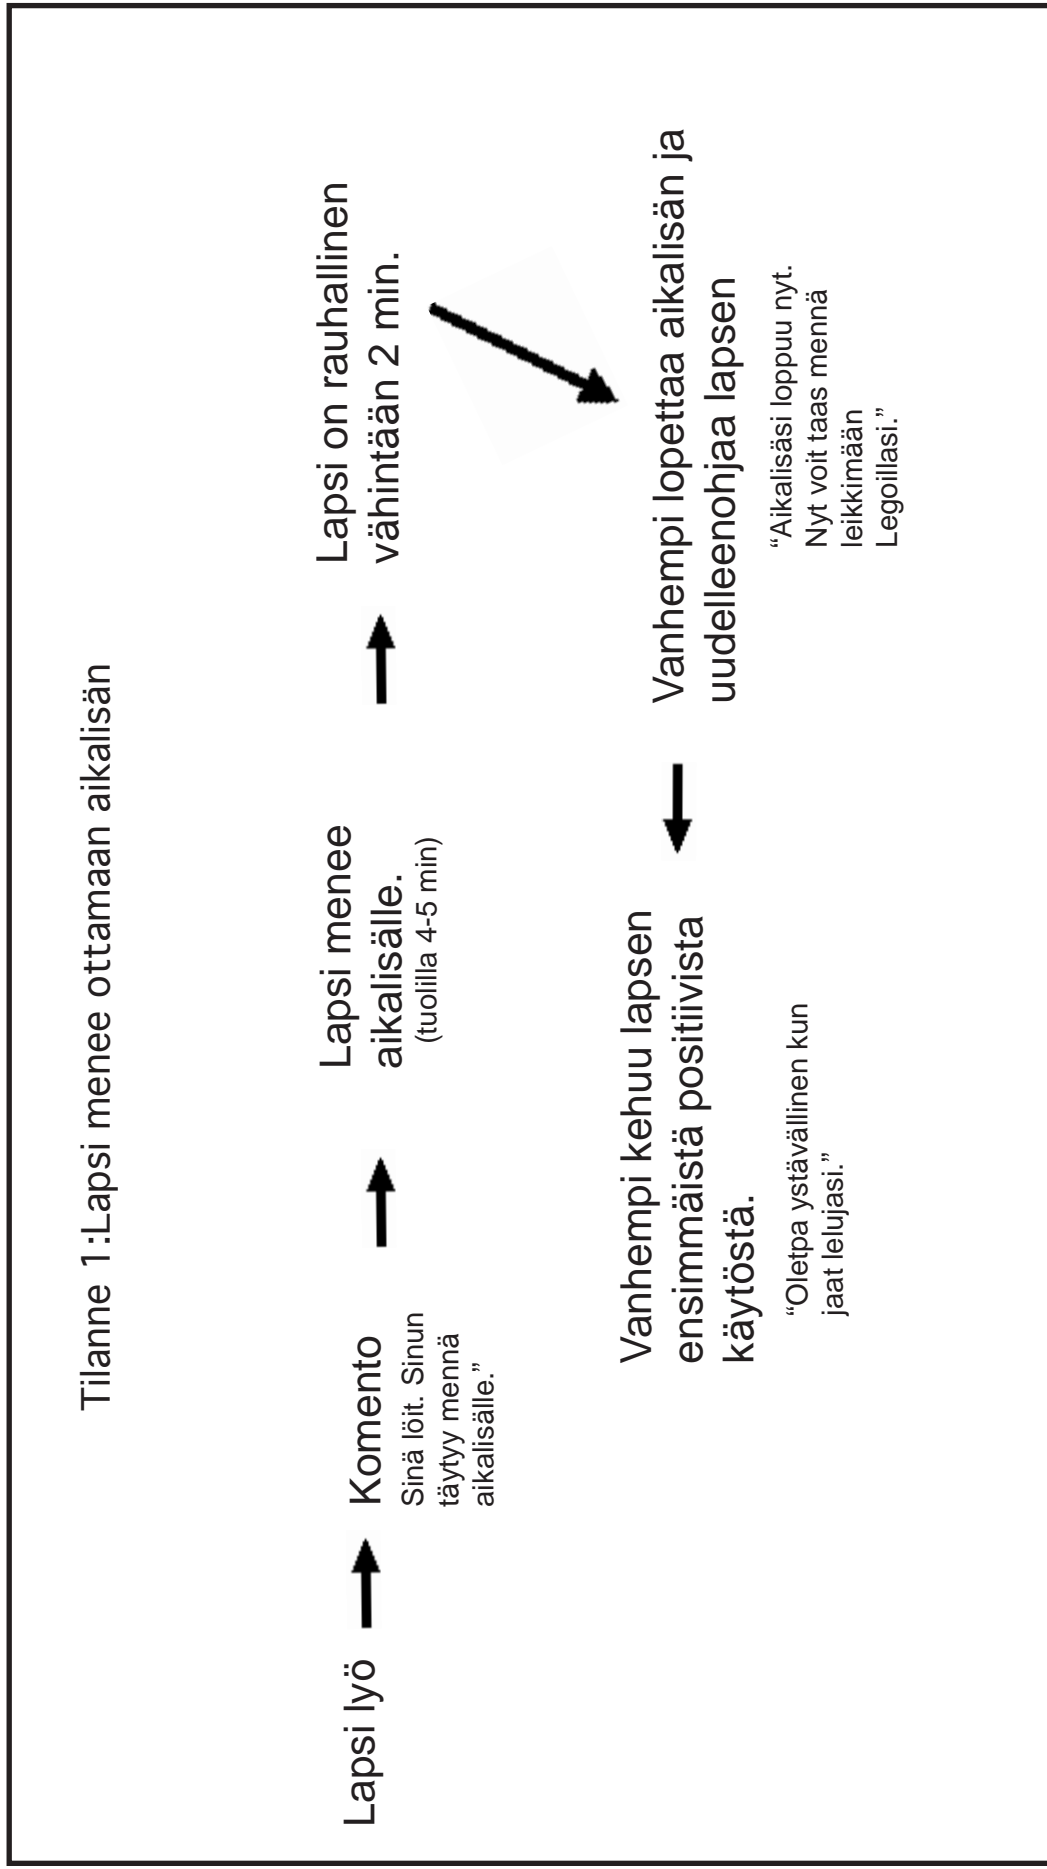 Tilanne 1:Lapsi menee ottamaan aikalisän
Lapsi lyö
Komento
Sinä löit. Sinun
täytyy mennä
aikalisälle.”
Lapsi menee
aikalisälle.
(tuolilla 4-5 min)
Lapsi on rauhallinen
vähintään 2 min.
Vanhempi lopettaa aikalisän ja
uudelleenohjaa lapsen
“Aikalisäsi loppuu nyt.
Nyt voit taas mennä
leikkimään
Legoillasi.”
Vanhempi kehuu lapsen
ensimmäistä positiivista
käytöstä.
“Oletpa ystävällinen kun
jaat lelujasi.”